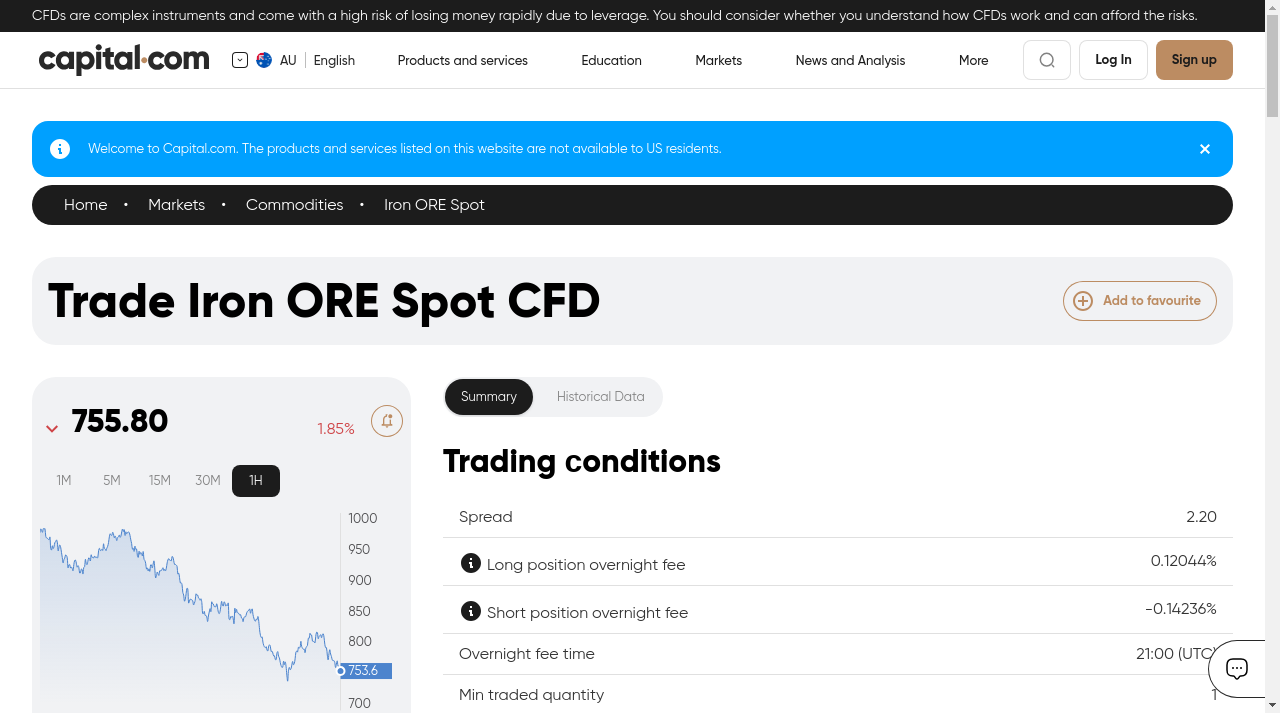 CFDs are complex instruments and come with a high risk of losing money rapidly due to leverage. You should consider whether you understand how CFDs work and can afford the risks.
capital.com AU English Products and services Education Markets News and Analysis More Log In Sign up
Welcome to Capital.com. The products and services listed on this website are not available to US residents.
Home • Markets • Commodities • Iron ORE Spot
Trade Iron ORE Spot CFD
Add to favourite
755.80
1.85%
1M 5M 15M 30M 1H
1000
950
900
850
800
753.6
700
Summary Historical Data
Trading conditions
Spread 2.20
Long position overnight fee 0.12044%
Short position overnight fee -0.14236%
Overnight fee time 21:00 (UTC)
Min traded quantity 1